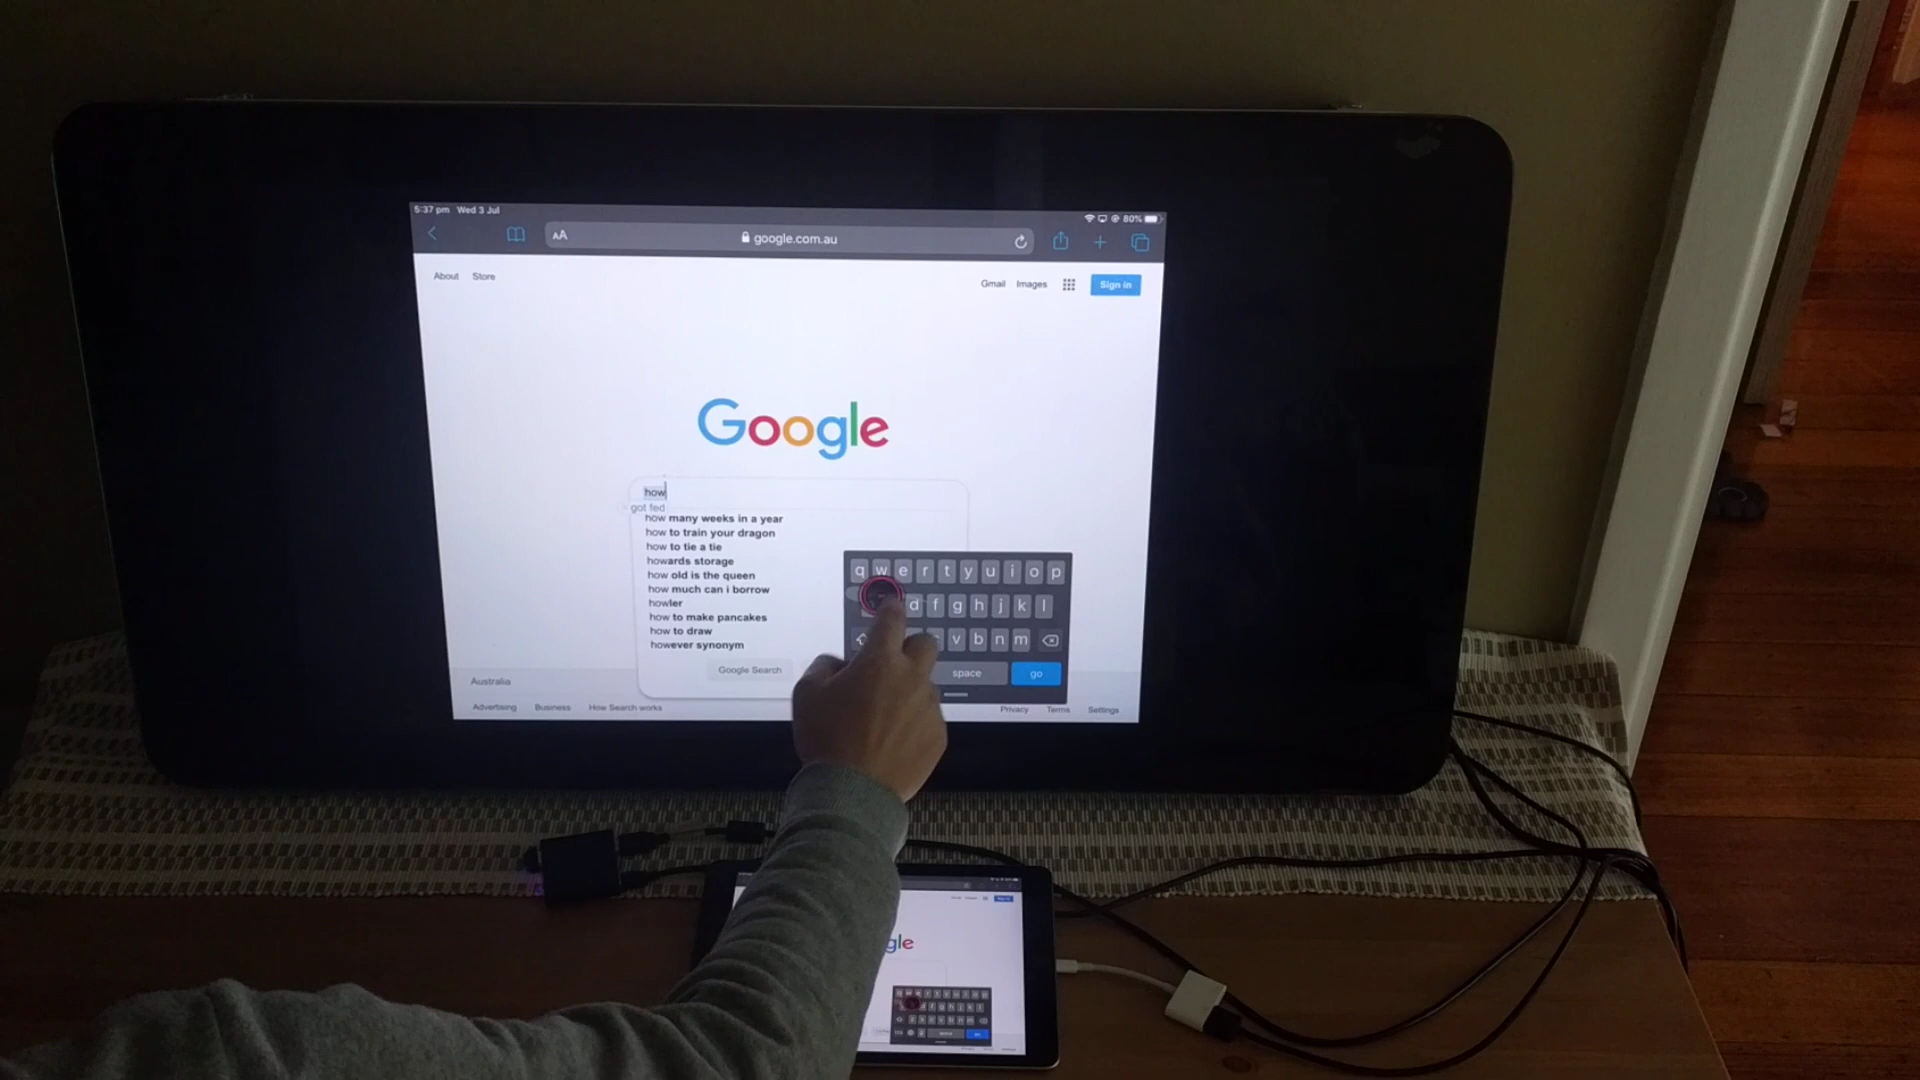 5:37 pm Wed 3 Jul
80%
AA
google.com.au
About Store
Gmail Images
Sign in
Google
how
got fed
how many weeks in a year
how to train your dragon
how to tie a tie
howards storage
how old is the queen
how much can i borrow
howler
how to make pancakes
how to draw
however synonym
Google Search
q w e r t y u i o p
d f g h j k l
v b n m
space go
Australia
Advertising Business How Search works
Privacy Terms Settings
gle